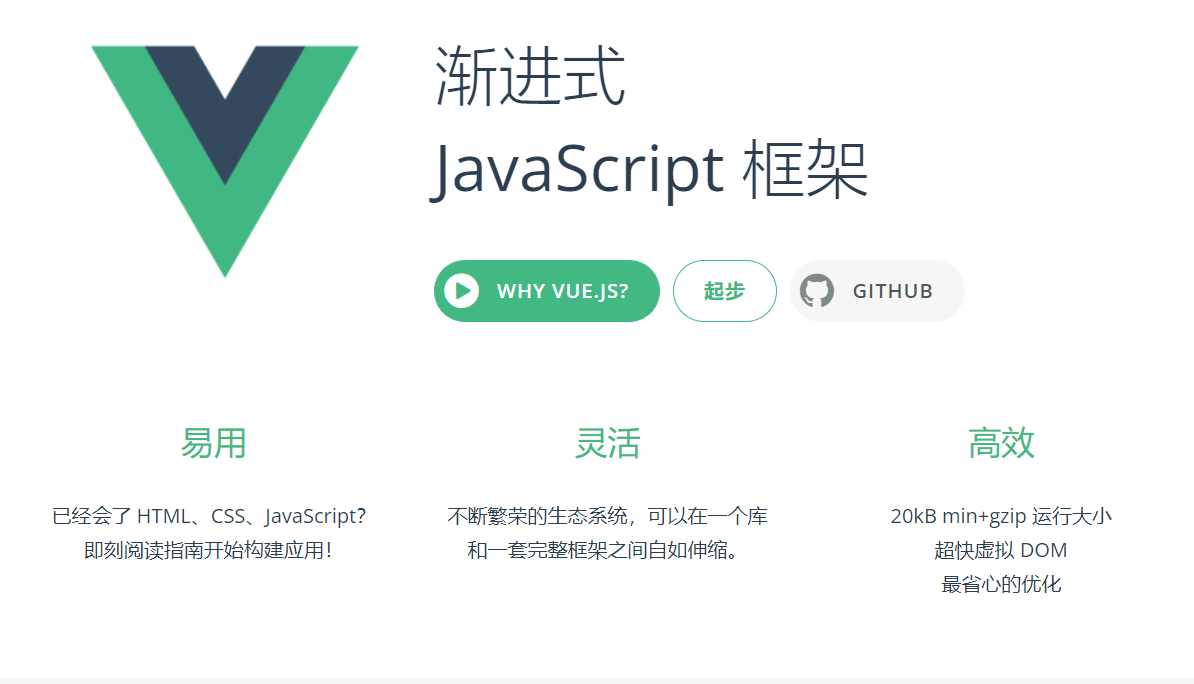 渐进式
JavaScript 框架
WHY VUE.JS?
起步
GITHUB
易用
已经会了 HTML、CSS、JavaScript？
即刻阅读指南开始构建应用！
灵活
不断繁荣的生态系统，可以在一个库
和一套完整框架之间自如伸缩。
高效
20kB min+gzip 运行大小
超快虚拟 DOM
最省心的优化